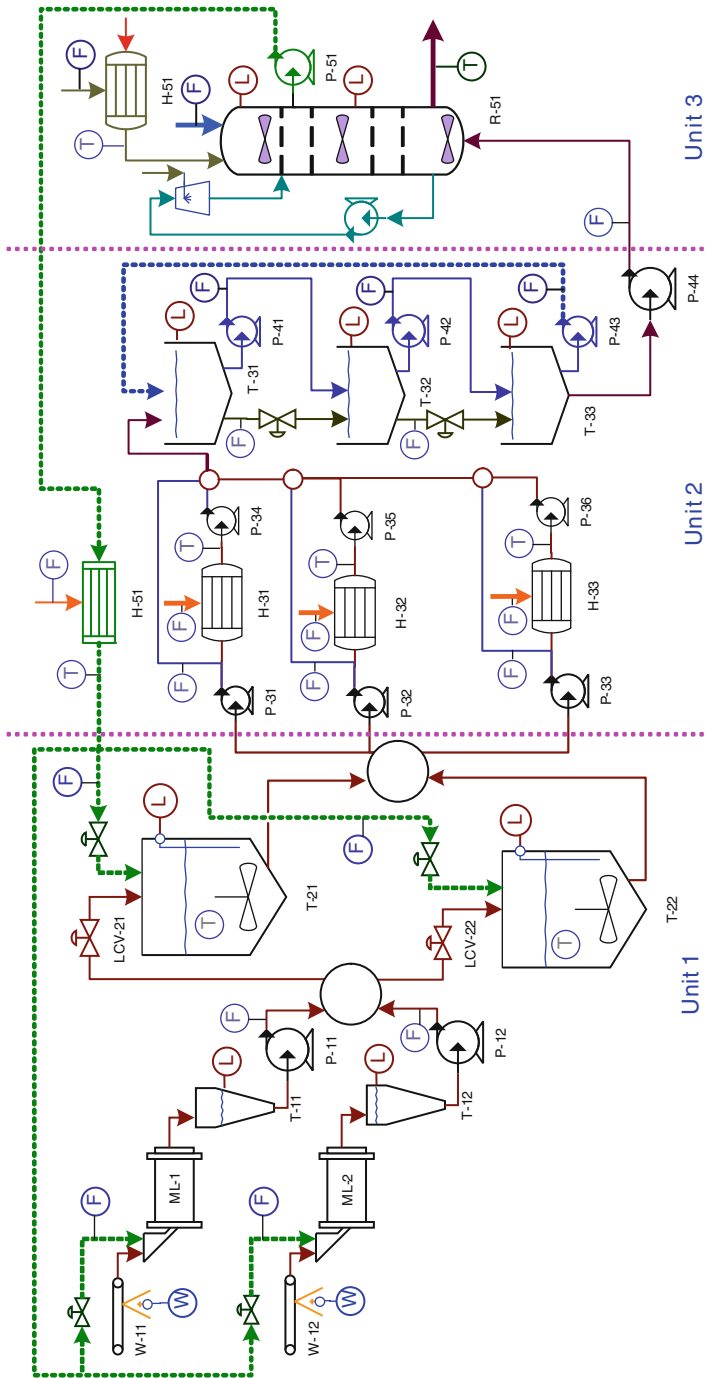 Unit 1
W-11
W
W-12
W
F
F
ML-1
ML-2
T-11
L
T-12
L
P-11
F
P-12
F
LCV-21
LCV-22
T-21
T
L
T-22
T
L
F
F
Unit 2
P-31
F
P-32
F
P-33
F
H-31
F
H-32
F
H-33
F
T
T
T
P-34
P-35
P-36
H-51
F
T
T-31
L
T-32
L
T-33
L
F
F
P-41
F
P-42
F
P-43
F
P-44
Unit 3
F
H-51
F
T
F
P-51
L
L
R-51
T